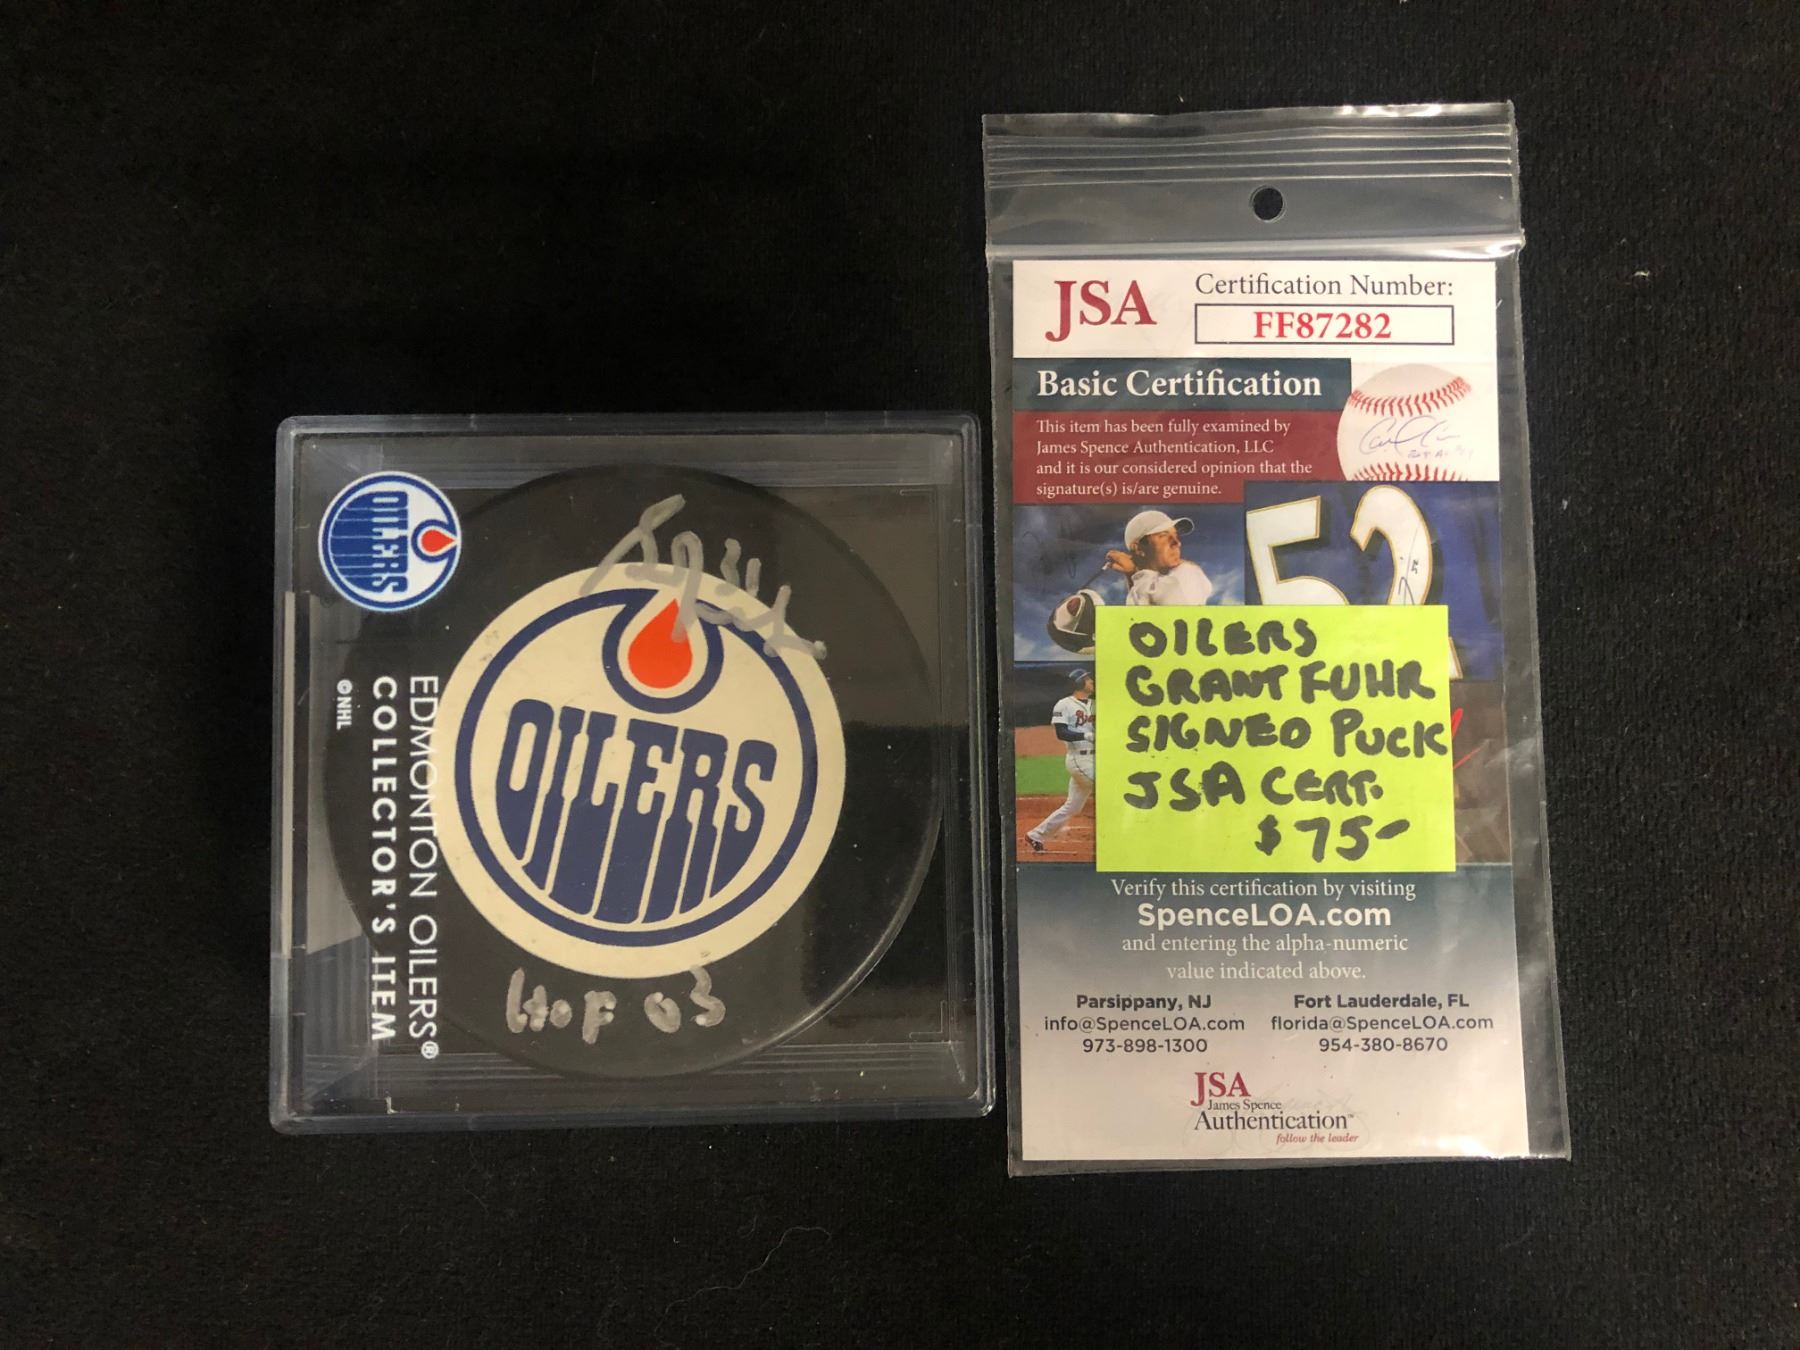 OILERS
EDMONTON OILERS®
COLLECTOR'S ITEM
© NHL
OILERS
31
HOF 03
JSA
Certification Number:
FF87282
Basic Certification
This item has been fully examined by
James Spence Authentication, LLC
and it is our considered opinion that the
signature(s) is/are genuine.
52
OILERS
GRANT FUHR
SIGNED PUCK
JSA CERT.
$75-
Verify this certification by visiting
SpenceLOA.com
and entering the alpha-numeric
value indicated above.
Parsippany, NJ
info@SpenceLOA.com
973-898-1300
Fort Lauderdale, FL
florida@SpenceLOA.com
954-380-8670
JSA
James Spence
Authentication™
follow the leader